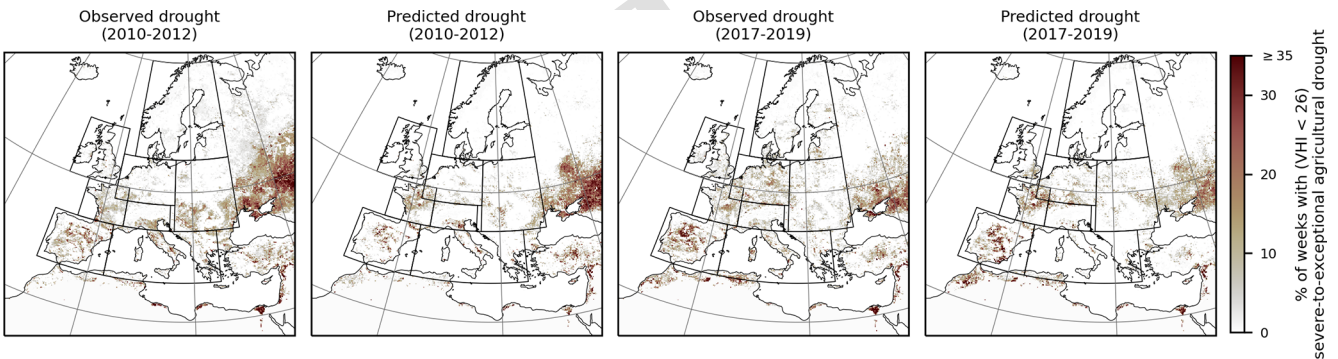 Observed drought
(2010-2012)
Predicted drought
(2010-2012)
Observed drought
(2017-2019)
Predicted drought
(2017-2019)
≥35
30
20
10
0
% of weeks with (VHI < 26)
severe-to-exceptional agricultural drought